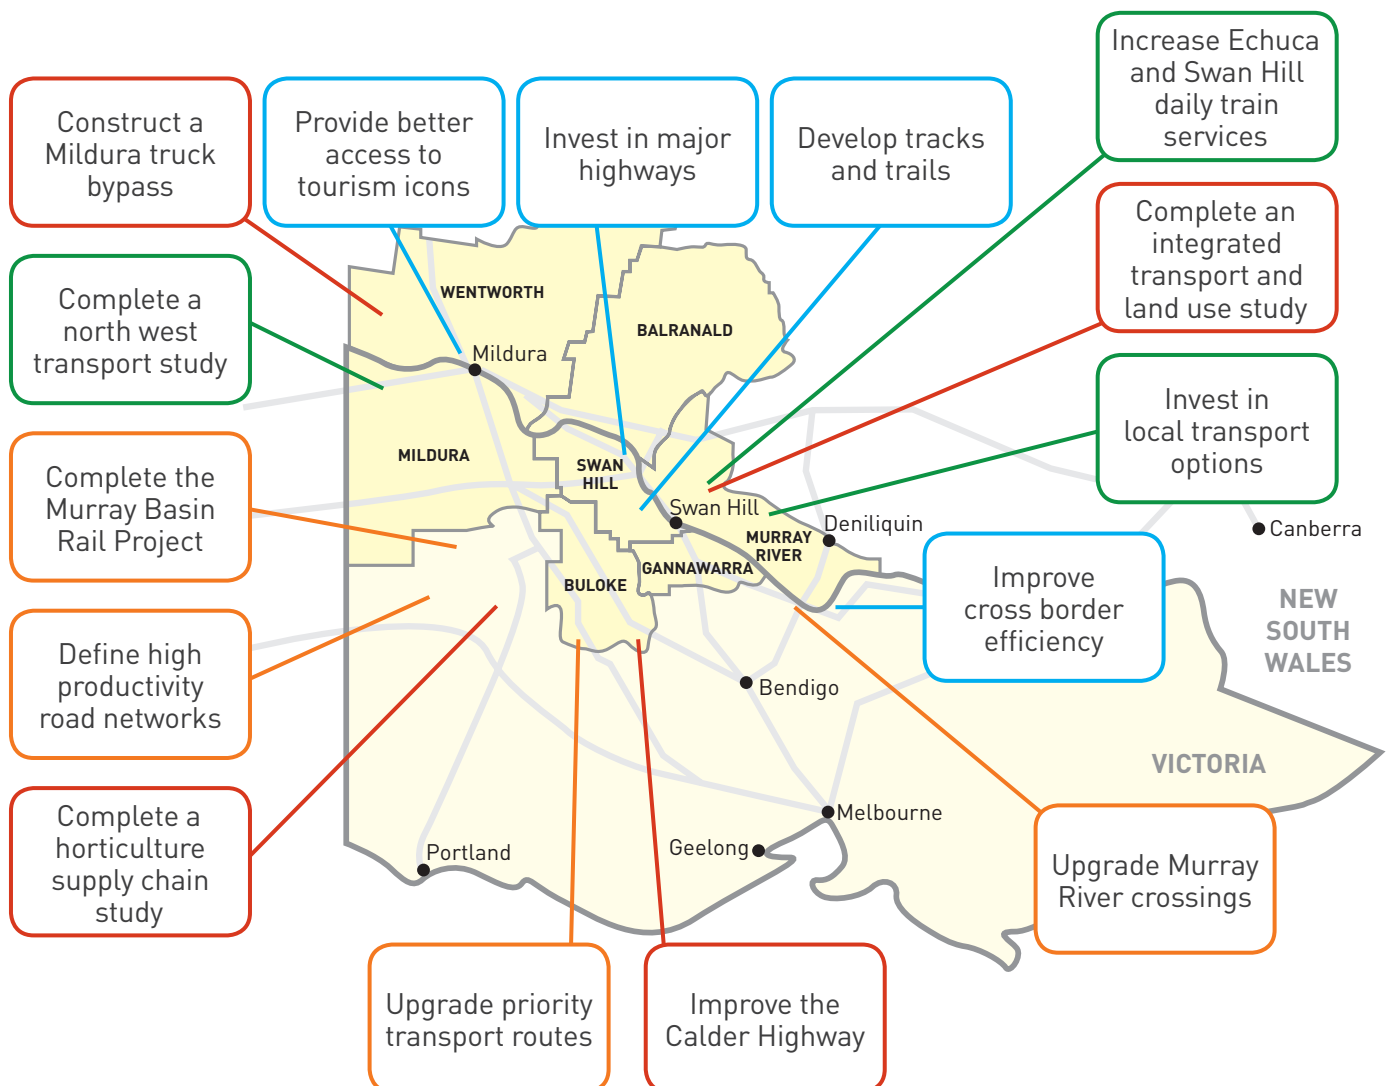 Increase Echuca
and Swan Hill
daily train
services
Construct a
Mildura truck
bypass
Provide better
access to
tourism icons
Invest in major
highways
Develop tracks
and trails
Complete an
integrated
transport and
land use study
Complete a
north west
transport study
WENTWORTH
BALRANALD
Mildura
Invest in
local transport
options
MILDURA
SWAN
HILL
Complete the
Murray Basin
Rail Project
Swan Hill
Deniliquin
Canberra
MURRAY
RIVER
GANNAWARRA
BULOKE
Improve
cross border
efficiency
NEW
SOUTH
WALES
Define high
productivity
road networks
Bendigo
VICTORIA
Complete a
horticulture
supply chain
study
Melbourne
Geelong
Portland
Upgrade Murray
River crossings
Upgrade priority
transport routes
Improve the
Calder Highway